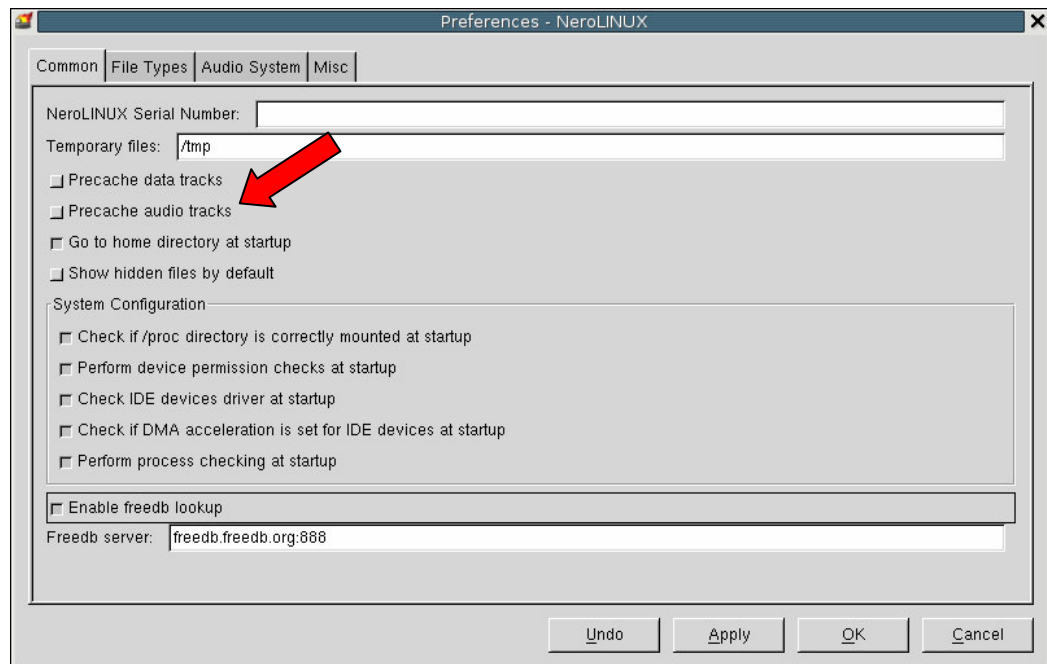 Preferences - NeroLINUX
Common File Types Audio System Misc
NeroLINUX Serial Number:
Temporary files: /tmp
Precache data tracks
Precache audio tracks
Go to home directory at startup
Show hidden files by default
System Configuration
Check if /proc directory is correctly mounted at startup
Perform device permission checks at startup
Check IDE devices driver at startup
Check if DMA acceleration is set for IDE devices at startup
Perform process checking at startup
Enable freedb lookup
Freedb server: freedb.freedb.org:888
Undo Apply OK Cancel